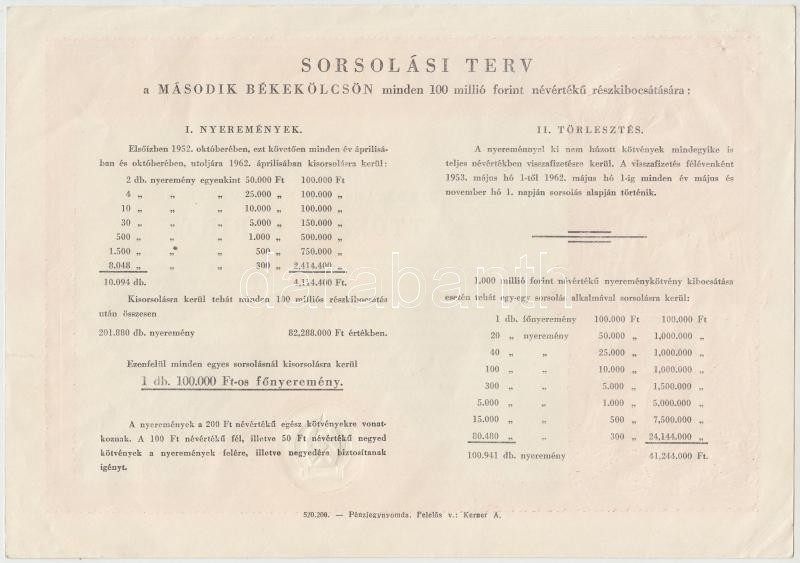 SORSOLÁSI TERV
a MÁSODIK BÉKEKÖLCSÖN minden 100 millió forint névértékű részkibocsátására:
I. NYEREMÉNYEK.
Elsőízben 1952. októberében, ezt követően minden év áprilisá-
ban és októberében, utoljára 1962. áprilisában kisorsolásra kerül:
2 db. nyeremény egyenkint 50.000 Ft 100.000 Ft
4 „ „ „ 25.000 „ 100.000 „
10 „ „ „ 10.000 „ 100.000 „
30 „ „ „ 5.000 „ 150.000 „
500 „ „ „ 1.000 „ 500.000 „
1.500 „ „ „ 500 „ 750.000 „
8.048 „ „ „ 300 „ 2,414.400 „
10.094 db. 4,114.400 Ft.
Kisorsolásra kerül tehát minden 100 milliós részkibocsátás
után összesen
201.880 db. nyeremény 82,288.000 Ft értékben.
Ezenfelül minden egyes sorsolásnál kisorsolásra kerül
1 db. 100.000 Ft-os főnyeremény.
A nyeremények a 200 Ft névértékű egész kötvényekre vonat-
koznak. A 100 Ft névértékű fél, illetve 50 Ft névértékű negyed
kötvények a nyeremények felére, illetve negyedére biztosítanak
igényt.
II. TÖRLESZTÉS.
A nyereménnyel ki nem húzott kötvények mindegyike is
teljes névértékben visszafizetésre kerül. A visszafizetés félévenként
1953. május hó 1-től 1962. május hó 1-ig minden év május és
november hó 1. napján sorsolás alapján történik.
1.000 millió forint névértékű nyereménykötvény kibocsátása
esetén tehát egy-egy sorsolás alkalmával sorsolásra kerül:
1 db. főnyeremény 100.000 Ft 100.000 Ft
20 „ nyeremény 50.000 „ 1,000.000 „
40 „ „ 25.000 „ 1,000.000 „
100 „ „ 10.000 „ 1,000.000 „
300 „ „ 5.000 „ 1,500.000 „
5.000 „ „ 1.000 „ 5,000.000 „
15.000 „ „ 500 „ 7,500.000 „
80.480 „ „ 300 „ 24,144.000 „
100.941 db. nyeremény 41,244.000 Ft.
520.200. — Pénzjegynyomda. Felelős v.: Kerner A.
darabanth